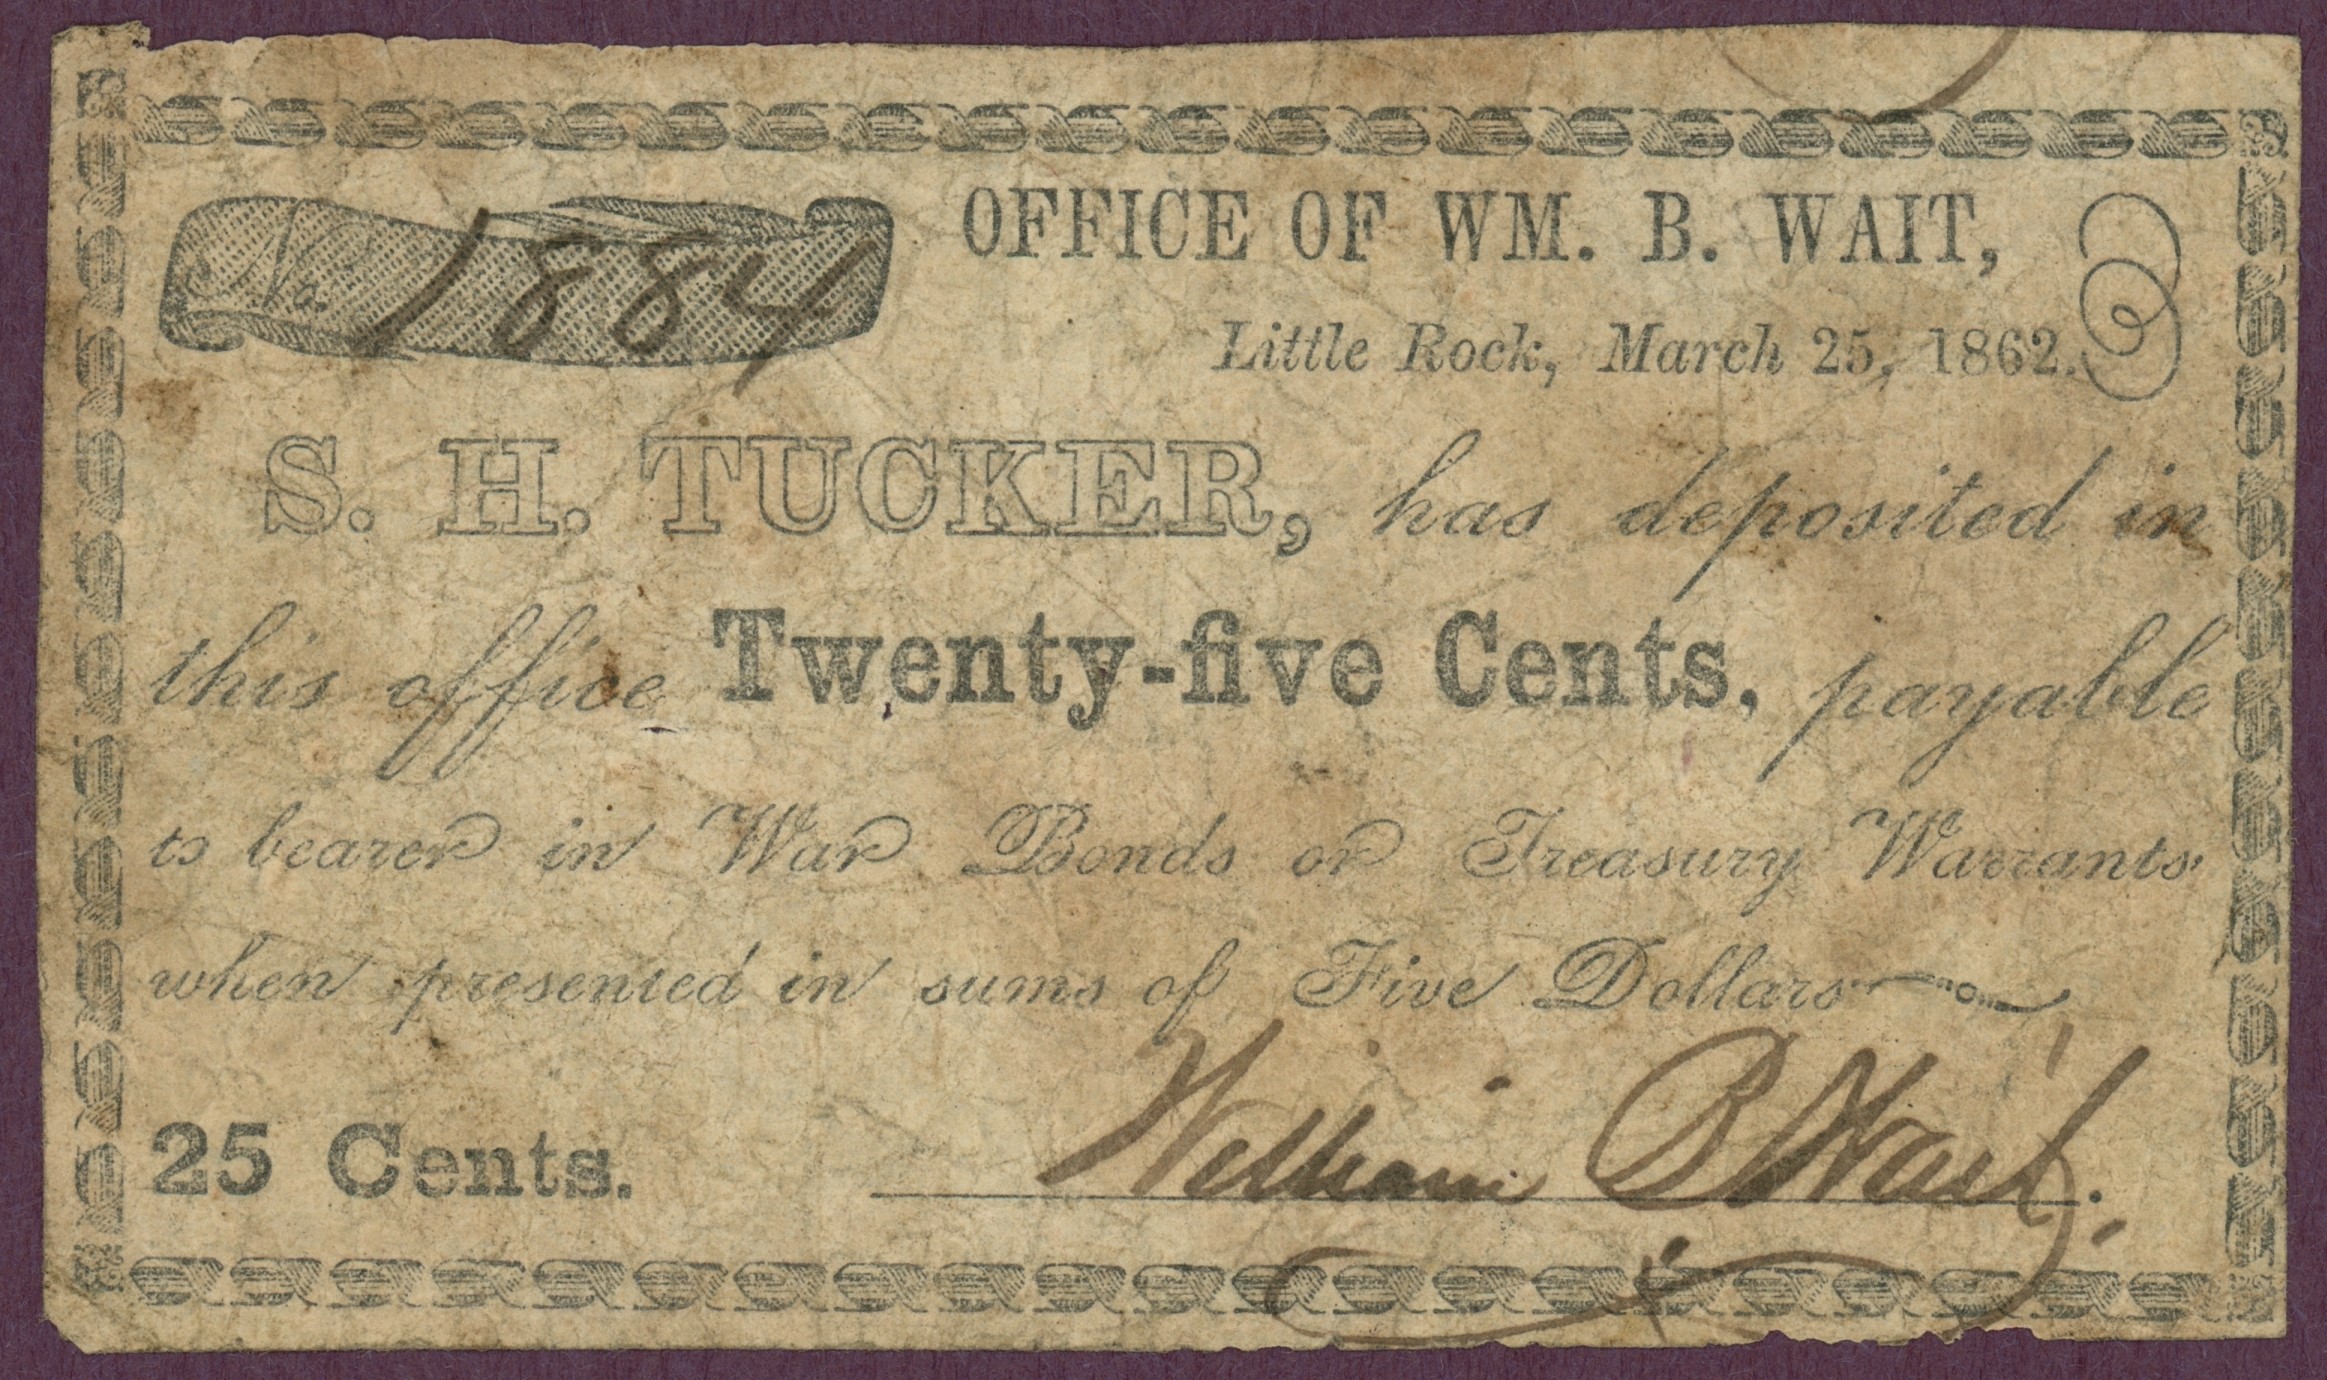 No. 1884
OFFICE OF WM. B. WAIT,
Little Rock, March 25, 1862.
S. H. TUCKER, has deposited in
this office Twenty-five Cents, payable
to bearer in War Bonds or Treasury Warrants
when presented in sums of Five Dollars
25 Cents. William B Wait.